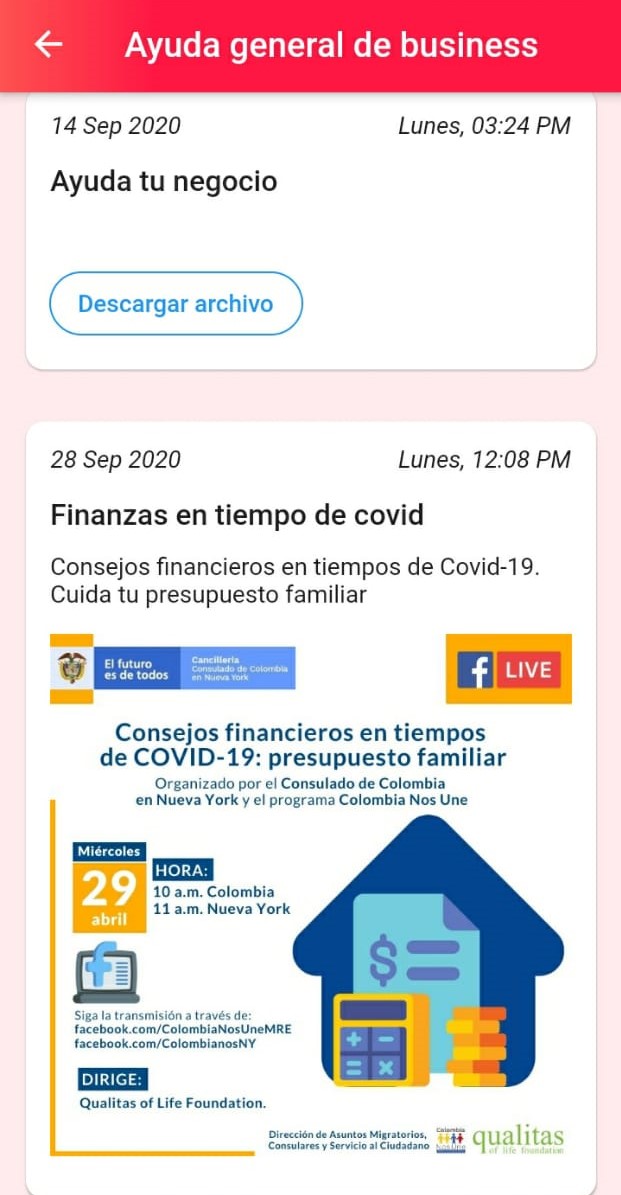 Ayuda general de business
14 Sep 2020 Lunes, 03:24 PM
Ayuda tu negocio
Descargar archivo
28 Sep 2020 Lunes, 12:08 PM
Finanzas en tiempo de covid
Consejos financieros en tiempos de Covid-19.
Cuida tu presupuesto familiar
El futuro
es de todos
Cancillería
Consulado de Colombia
en Nueva York
f LIVE
Consejos financieros en tiempos
de COVID-19: presupuesto familiar
Organizado por el Consulado de Colombia
en Nueva York y el programa Colombia Nos Une
Miércoles
29
abril
HORA:
10 a.m. Colombia
11 a.m. Nueva York
f
$
Siga la transmisión a través de:
facebook.com/ColombiaNosUneMRE
facebook.com/ColombianosNY
DIRIGE:
Qualitas of Life Foundation.
Dirección de Asuntos Migratorios,
Consulares y Servicio al Ciudadano
Colombia
Nos Une
qualitas
of life foundation